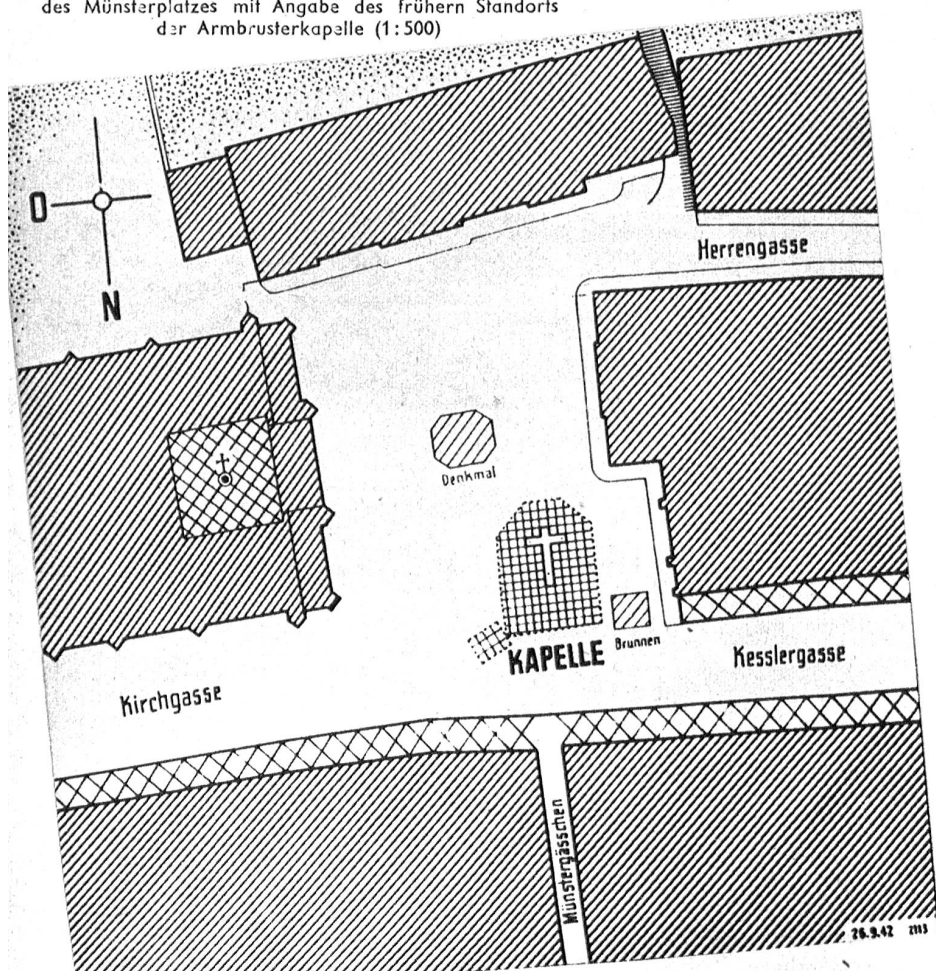 des Münsterplatzes mit Angabe des frühern Standorts
der Armbrusterkapelle (1:500)
O
N
Herrengasse
Denkmal
KAPELLE
Brunnen
Kesslergasse
Kirchgasse
Münstergässchen
26.9.42